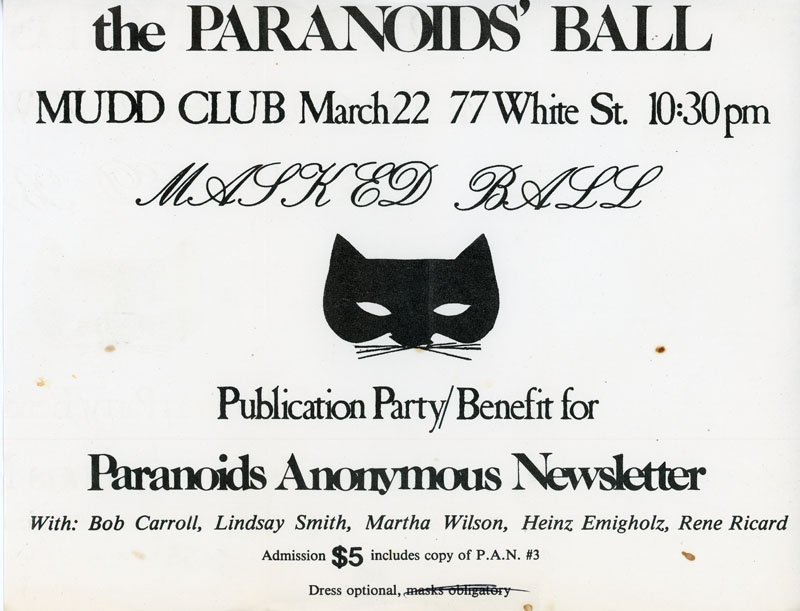 the PARANOIDS' BALL
MUDD CLUB March 22 77 White St. 10:30 pm
MASKED BALL
Publication Party/Benefit for
Paranoids Anonymous Newsletter
With: Bob Carroll, Lindsay Smith, Martha Wilson, Heinz Emigholz, Rene Ricard
Admission $5 includes copy of P.A.N. #3
Dress optional, masks obligatory